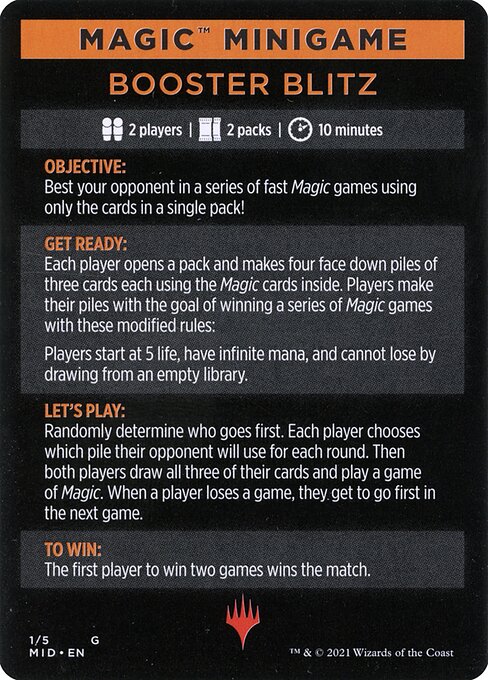 MAGIC™ MINIGAME
BOOSTER BLITZ
2 players | 2 packs | 10 minutes
OBJECTIVE:
Best your opponent in a series of fast Magic games using
only the cards in a single pack!
GET READY:
Each player opens a pack and makes four face down piles of
three cards each using the Magic cards inside. Players make
their piles with the goal of winning a series of Magic games
with these modified rules:
Players start at 5 life, have infinite mana, and cannot lose by
drawing from an empty library.
LET'S PLAY:
Randomly determine who goes first. Each player chooses
which pile their opponent will use for each round. Then
both players draw all three of their cards and play a game
of Magic. When a player loses a game, they get to go first in
the next game.
TO WIN:
The first player to win two games wins the match.
1/5 G
MID • EN
™ & © 2021 Wizards of the Coast